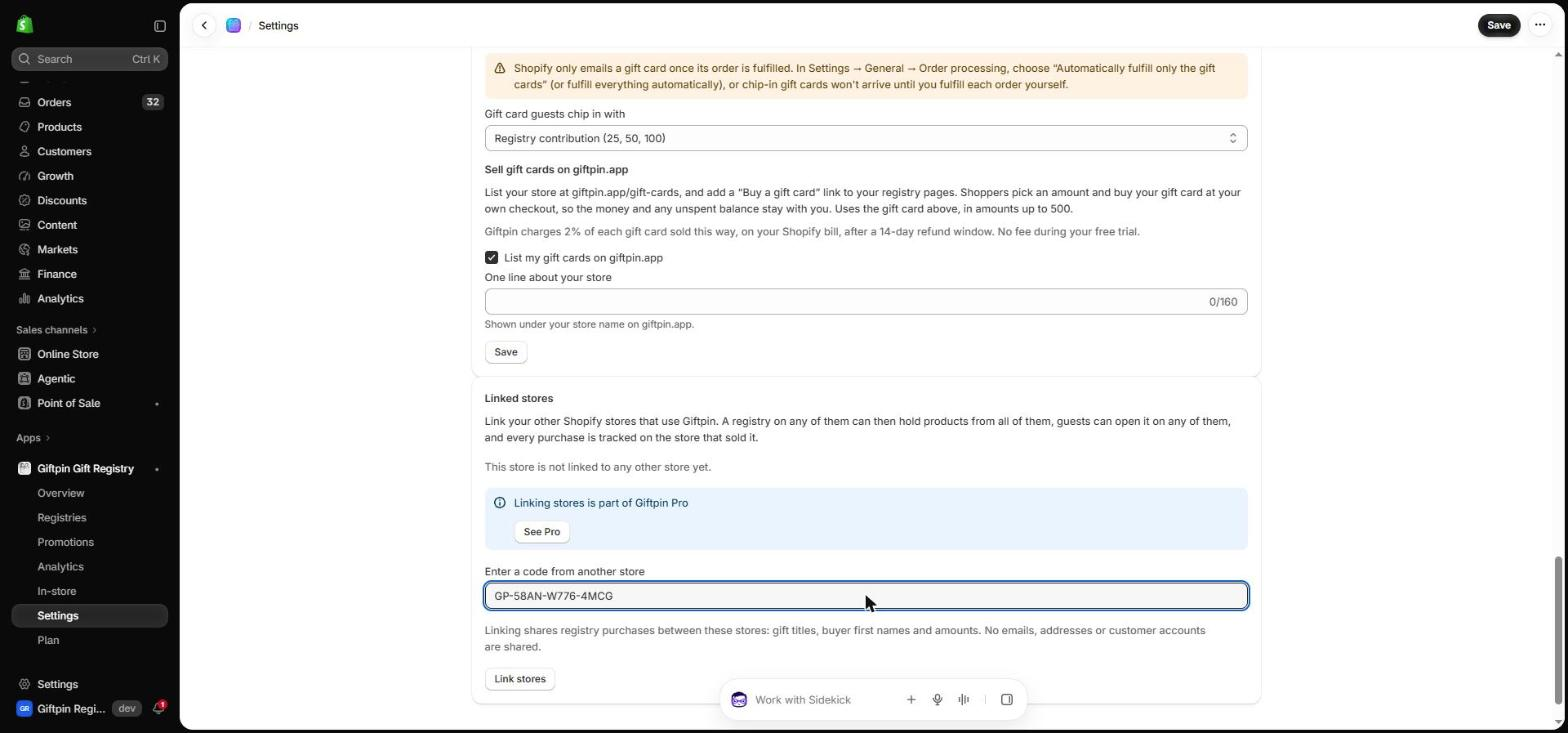 Search
Ctrl K
Orders
32
Products
Customers
Growth
Discounts
Content
Markets
Finance
Analytics
Sales channels
Online Store
Agentic
Point of Sale
Apps
Giftpin Gift Registry
Overview
Registries
Promotions
Analytics
In-store
Settings
Plan
Settings
GR
Giftpin Regi...
dev
1
/ Settings
Save
Shopify only emails a gift card once its order is fulfilled. In Settings → General → Order processing, choose “Automatically fulfill only the gift
cards” (or fulfill everything automatically), or chip-in gift cards won't arrive until you fulfill each order yourself.
Gift card guests chip in with
Registry contribution (25, 50, 100)
Sell gift cards on giftpin.app
List your store at giftpin.app/gift-cards, and add a “Buy a gift card” link to your registry pages. Shoppers pick an amount and buy your gift card at your
own checkout, so the money and any unspent balance stay with you. Uses the gift card above, in amounts up to 500.
Giftpin charges 2% of each gift card sold this way, on your Shopify bill, after a 14-day refund window. No fee during your free trial.
List my gift cards on giftpin.app
One line about your store
0/160
Shown under your store name on giftpin.app.
Save
Linked stores
Link your other Shopify stores that use Giftpin. A registry on any of them can then hold products from all of them, guests can open it on any of them,
and every purchase is tracked on the store that sold it.
This store is not linked to any other store yet.
Linking stores is part of Giftpin Pro
See Pro
Enter a code from another store
GP-58AN-W776-4MCG
Linking shares registry purchases between these stores: gift titles, buyer first names and amounts. No emails, addresses or customer accounts
are shared.
Link stores
Work with Sidekick